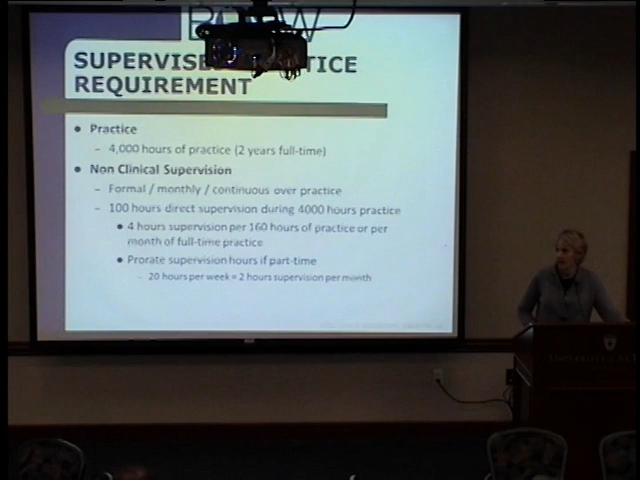 SUPERVISED PRACTICE
REQUIREMENT
• Practice
– 4,000 hours of practice (2 years full-time)
• Non Clinical Supervision
– Formal / monthly / continuous over practice
– 100 hours direct supervision during 4000 hours practice
• 4 hours supervision per 160 hours of practice or per
month of full-time practice
• Prorate supervision hours if part-time
– 20 hours per week = 2 hours supervision per month